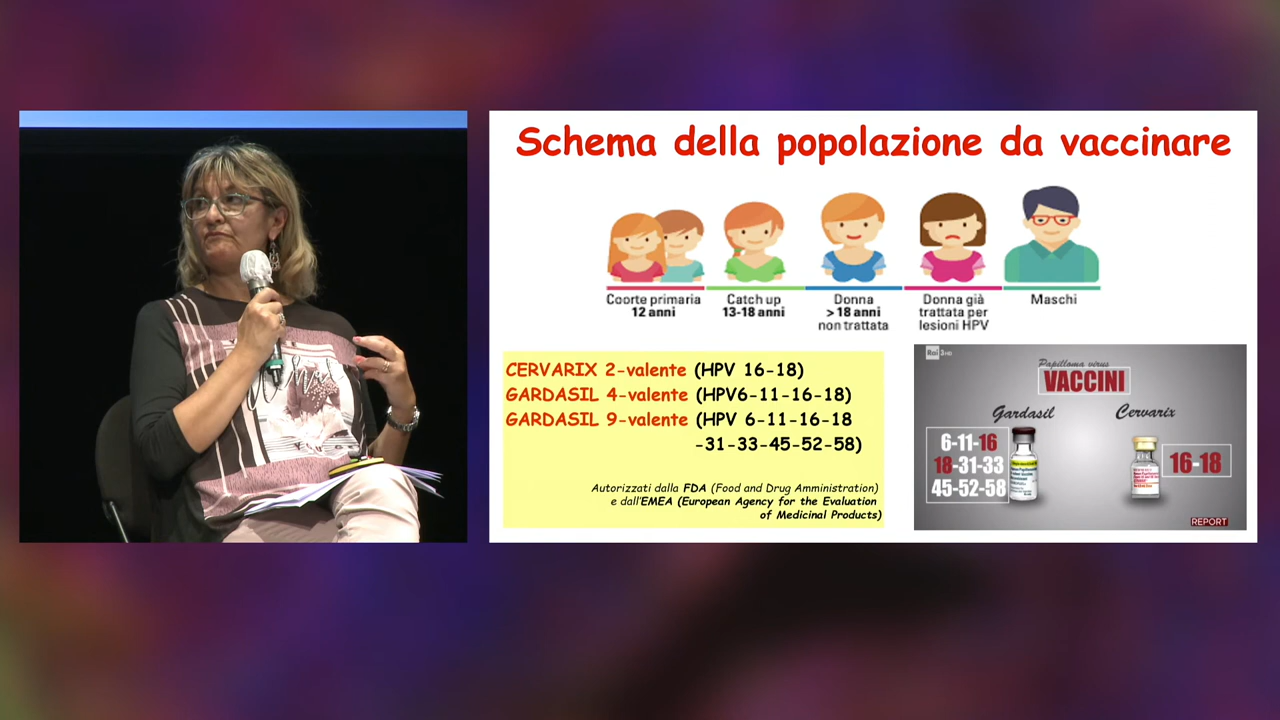 Schema della popolazione da vaccinare
Coorte primaria
12 anni
Catch up
13-18 anni
Donna
> 18 anni
non trattata
Donna già
trattata per
lesioni HPV
Maschi
CERVARIX 2-valente (HPV 16-18)
GARDASIL 4-valente (HPV6-11-16-18)
GARDASIL 9-valente (HPV 6-11-16-18
-31-33-45-52-58)
Autorizzati dalla FDA (Food and Drug Amministration)
e dall'EMEA (European Agency for the Evaluation
of Medicinal Products)
Rai 3HD
Papilloma virus
VACCINI
Gardasil
Cervarix
6-11-16
18-31-33
45-52-58
16-18
REPORT